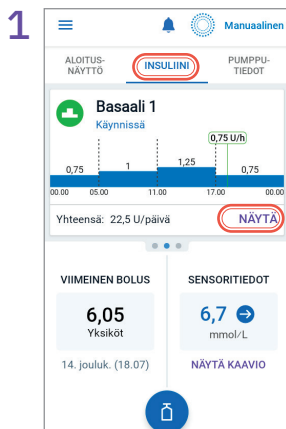 1
Manuaalinen
ALOITUS-
NÄYTTÖ
INSULIINI
PUMPPU-
TIEDOT
Basaali 1
Käynnissä
0,75 U/h
0,75 1 1,25 0,75
00.00 05.00 11.00 17.00 00.00
Yhteensä: 22,5 U/päivä NÄYTÄ
VIIMEINEN BOLUS
6,05
Yksiköt
14. jouluk. (18.07)
SENSORITIEDOT
6,7
mmol/L
NÄYTÄ KAAVIO